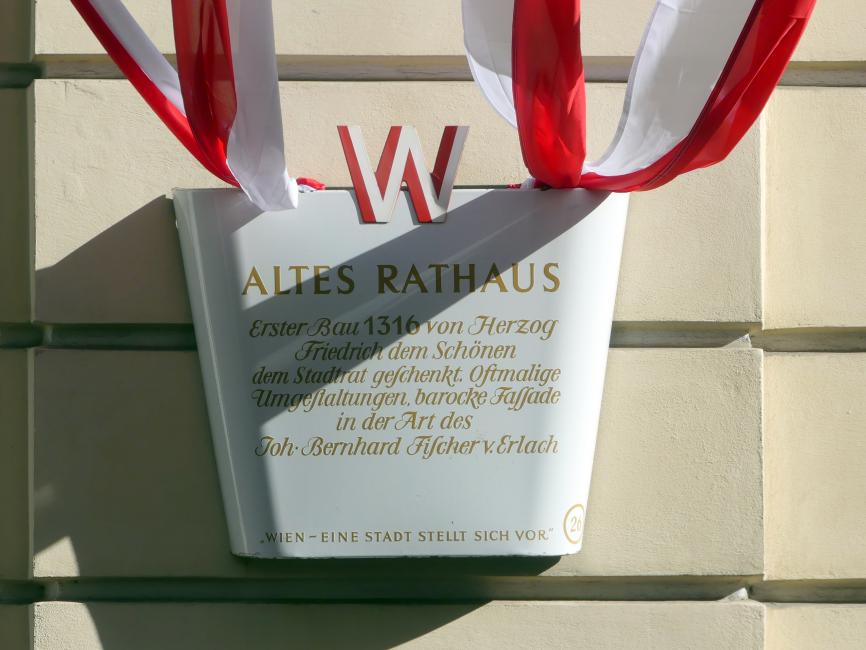 W
ALTES RATHAUS
Erster Bau 1316 von Herzog
Friedrich dem Schönen
dem Stadtrat geſchenkt. Oftmalige
Umgeſtaltungen, barocke Faſſade
in der Art des
Joh. Bernhard Fiſcher v. Erlach
„WIEN – EINE STADT STELLT SICH VOR."
26